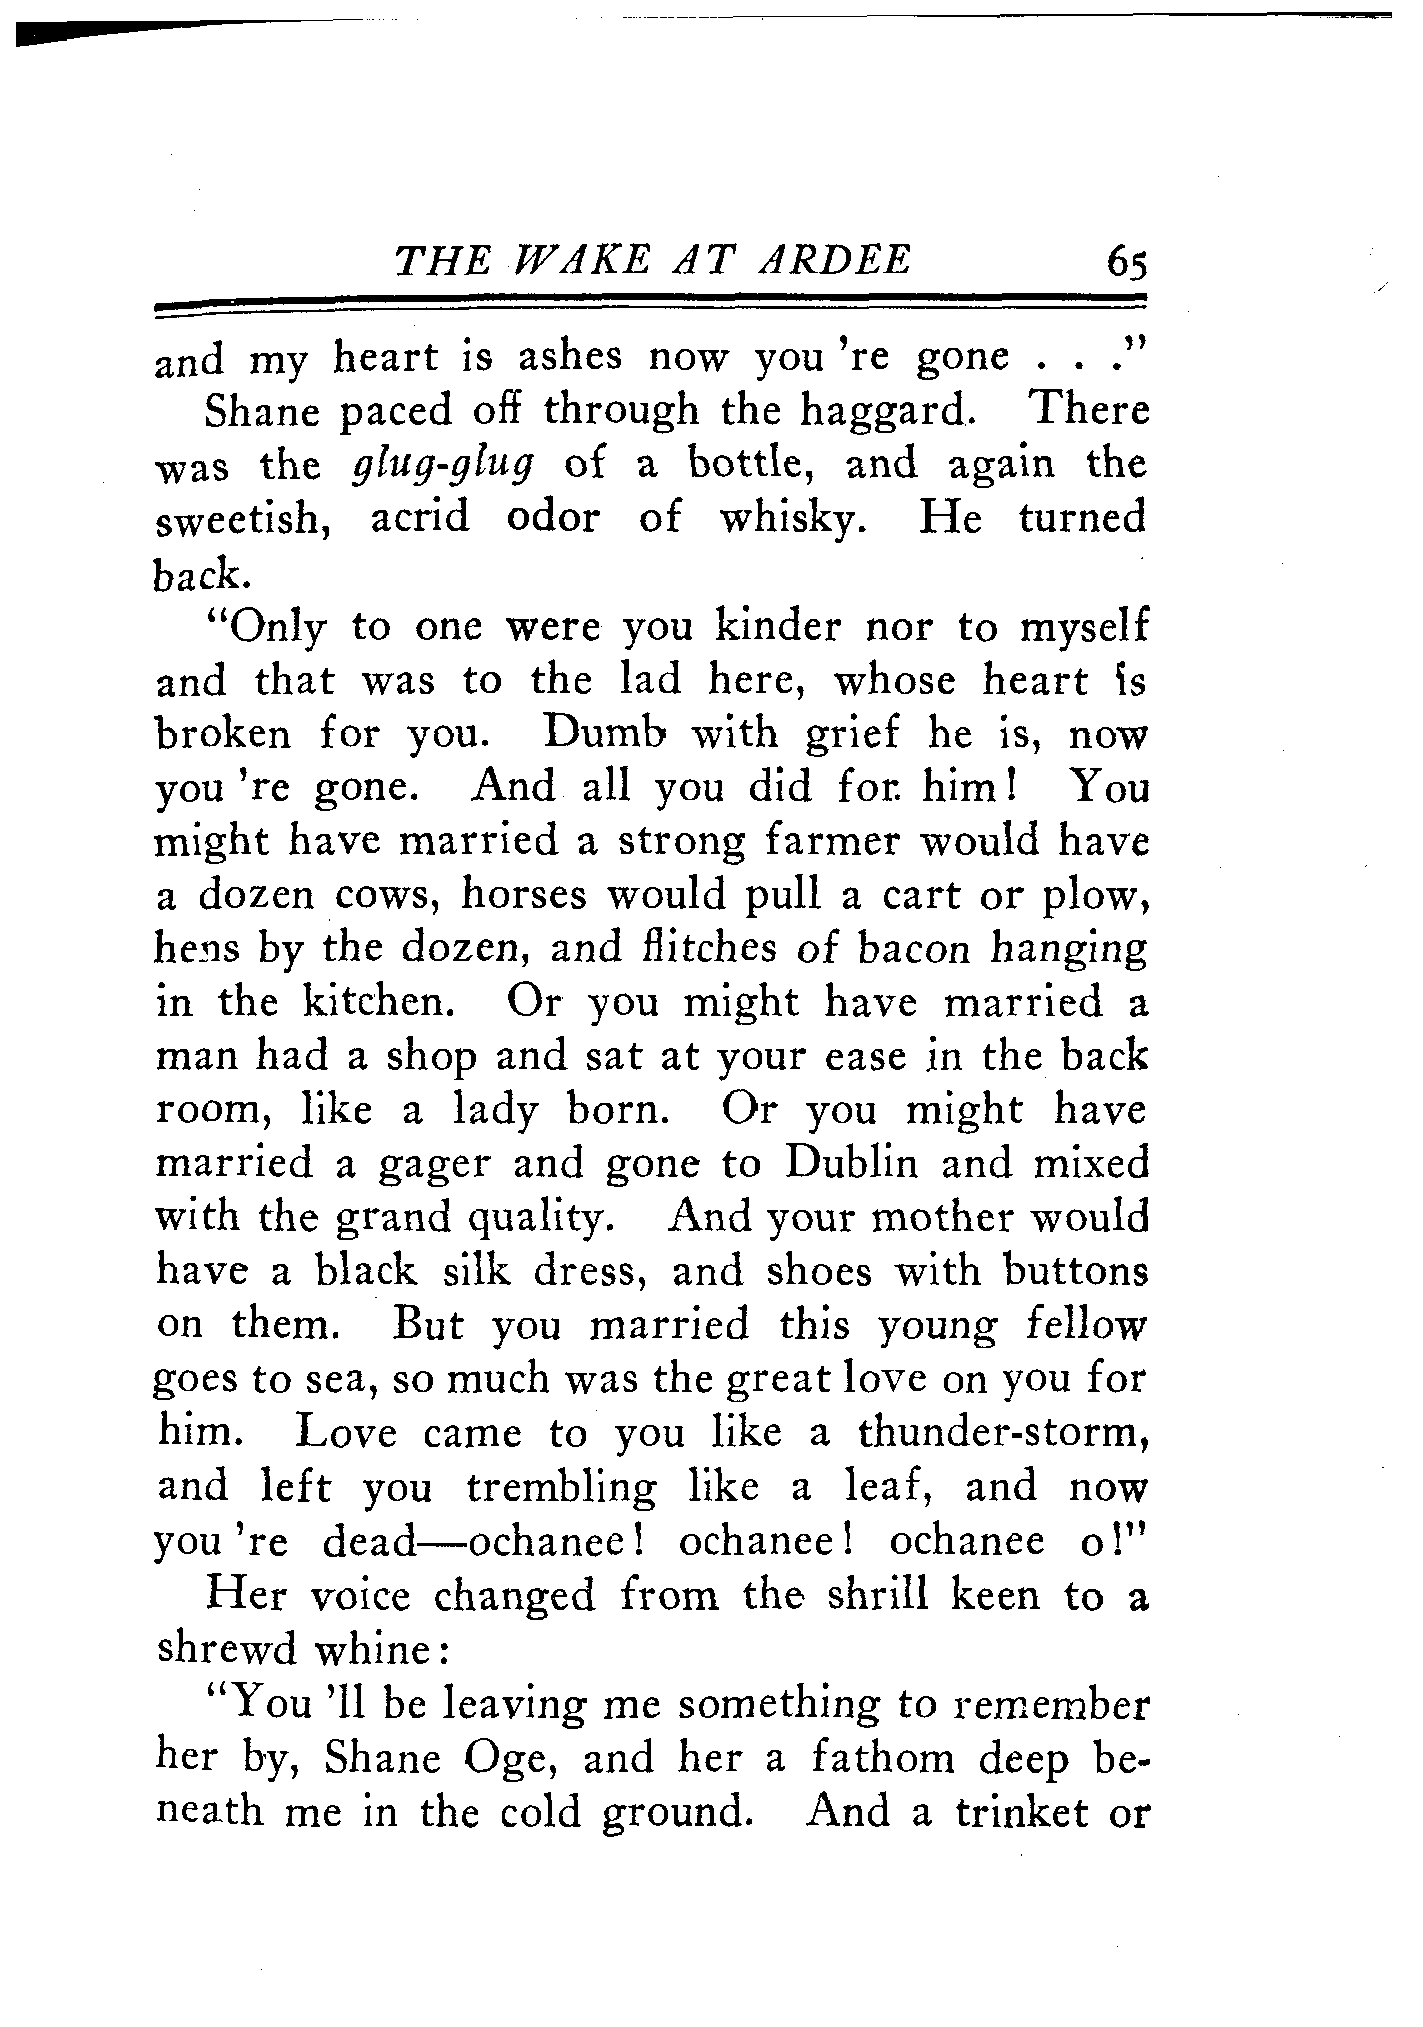 THE WAKE AT ARDEE 65
and my heart is ashes now you 're gone . . ."
Shane paced off through the haggard. There
was the glug-glug of a bottle, and again the
sweetish, acrid odor of whisky. He turned
back.
"Only to one were you kinder nor to myself
and that was to the lad here, whose heart is
broken for you. Dumb with grief he is, now
you 're gone. And all you did for him! You
might have married a strong farmer would have
a dozen cows, horses would pull a cart or plow,
hens by the dozen, and flitches of bacon hanging
in the kitchen. Or you might have married a
man had a shop and sat at your ease in the back
room, like a lady born. Or you might have
married a gager and gone to Dublin and mixed
with the grand quality. And your mother would
have a black silk dress, and shoes with buttons
on them. But you married this young fellow
goes to sea, so much was the great love on you for
him. Love came to you like a thunder-storm,
and left you trembling like a leaf, and now
you 're dead—ochanee! ochanee! ochanee o!"
Her voice changed from the shrill keen to a
shrewd whine:
"You 'll be leaving me something to remember
her by, Shane Oge, and her a fathom deep be-
neath me in the cold ground. And a trinket or